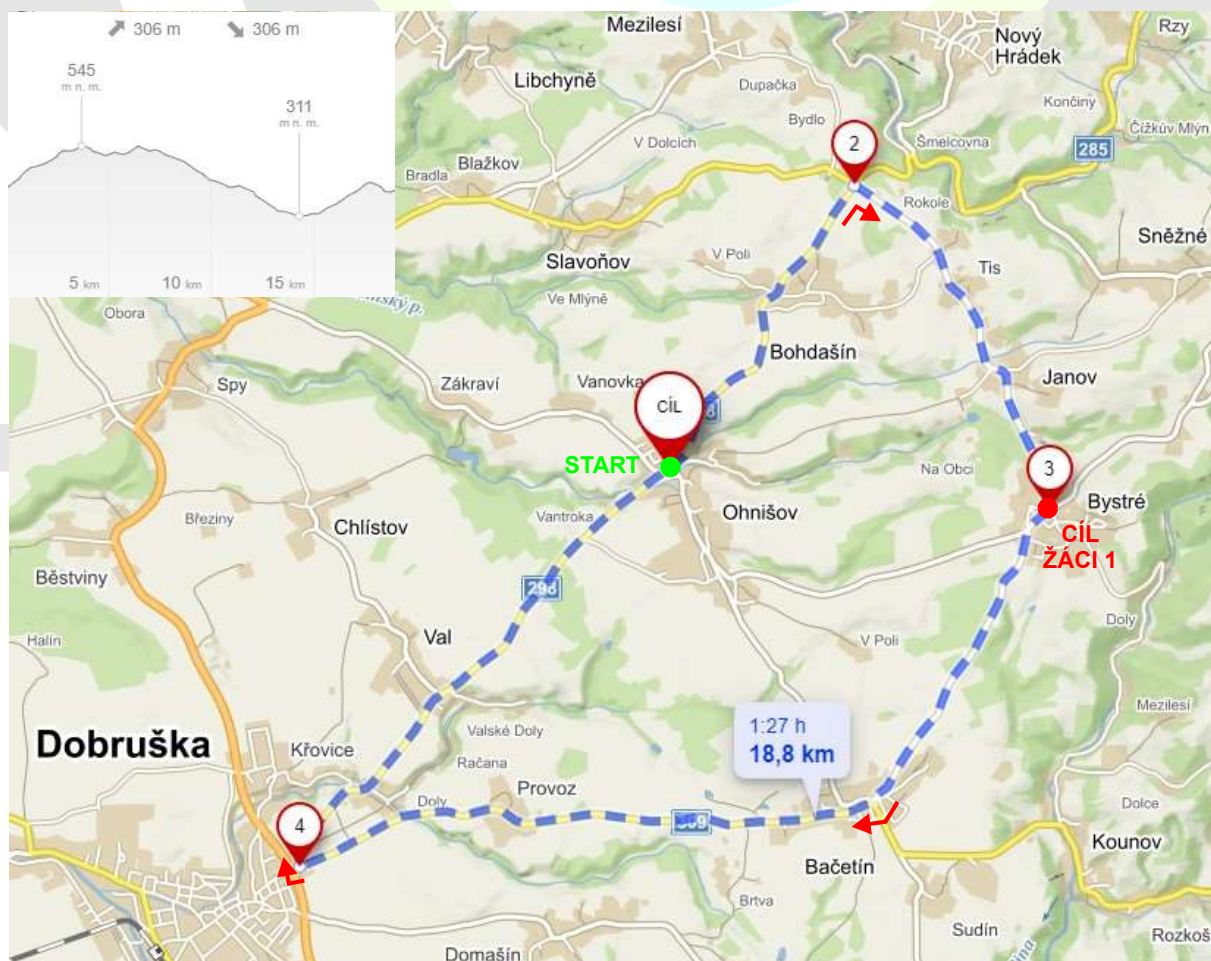 306 m
306 m
545
m n. m.
311
m n. m.
5 km
10 km
15 km
Mezilesí
Rzy
Nový
Hrádek
Libchyně
Dupačka
Končiny
Bydlo
Čížkův Mlýn
V Dolcích
2
Šmelcovna
285
Blažkov
Bradla
Rokole
Sněžné
Slavoňov
V Poli
Tis
Ve Mlýně
Obora
Bohdašín
Spy
Zákraví
Vanovka
Janov
CÍL
START
Na Obci
3
Bystré
Ohnišov
CÍL
ŽÁCI 1
Březiny
Chlístov
Vantroka
Běstviny
298
Doly
Halín
Val
V Poli
Mezilesí
1:27 h
18,8 km
Valské Doly
Dobruška
Křovice
Račana
Provoz
Doly
Dolce
4
309
Kounov
Bačetín
Brtva
Sudín
Rozkoš
Domašín